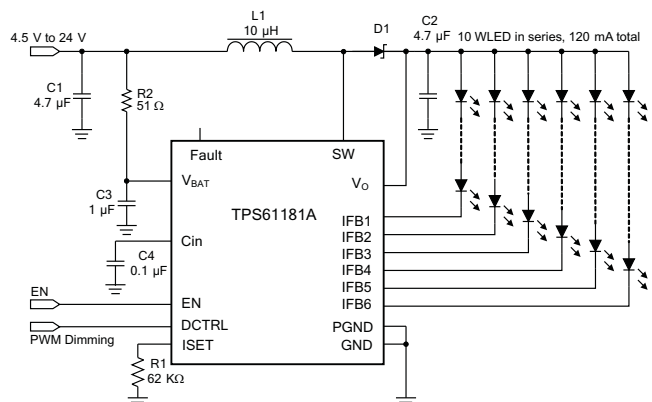 L1
10 µH
D1
C2
4.7 µF
4.5 V to 24 V
10 WLED in series, 120 mA total
C1
4.7 µF
R2
51 Ω
Fault
SW
C3
1 µF
VBAT
VO
TPS61181A
IFB1
IFB2
IFB3
IFB4
IFB5
IFB6
Cin
C4
0.1 µF
EN
EN
DCTRL
PWM Dimming
ISET
PGND
GND
R1
62 KΩ